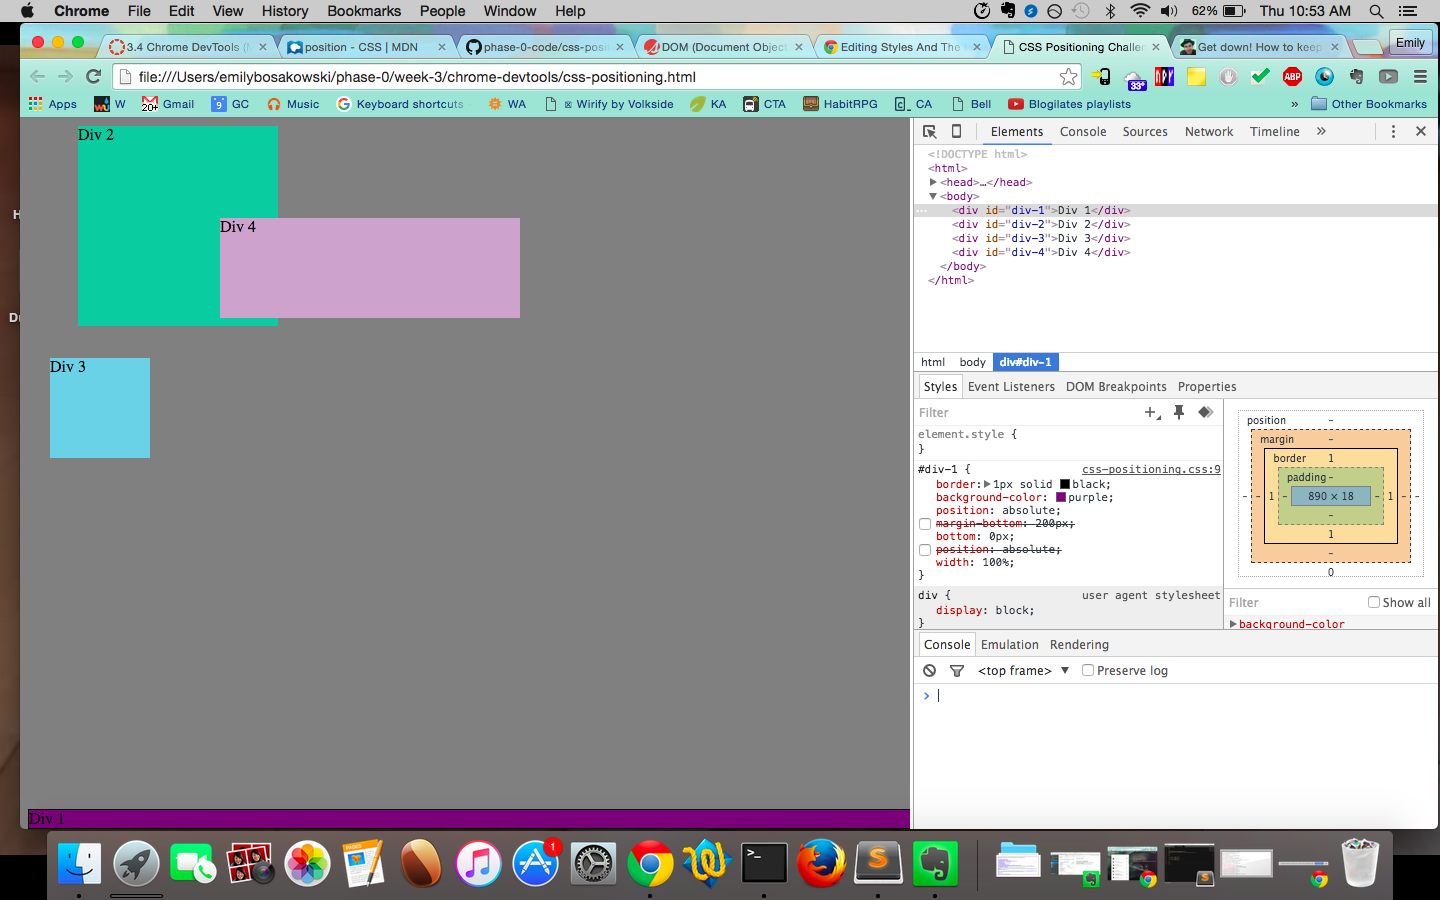 Chrome File Edit View History Bookmarks People Window Help 62% Thu 10:53 AM
3.4 Chrome DevTools (N position - CSS | MDN phase-0-code/css-posi DOM (Document Object Editing Styles And The CSS Positioning Challen Get down! How to keep Emily
file:///Users/emilybosakowski/phase-0/week-3/chrome-devtools/css-positioning.html 33° ABP
Apps W 20+ Gmail 9 GC Music Keyboard shortcuts WA Wirify by Volkside KA CTA HabitRPG CA Bell Blogilates playlists » Other Bookmarks
Div 2
Div 4
Div 3
Div 1
Elements Console Sources Network Timeline »
<!DOCTYPE html>
<html>
<head>…</head>
<body>
<div id="div-1">Div 1</div>
<div id="div-2">Div 2</div>
<div id="div-3">Div 3</div>
<div id="div-4">Div 4</div>
</body>
</html>
html body div#div-1
Styles Event Listeners DOM Breakpoints Properties
Filter
element.style {
}
#div-1 { css-positioning.css:9
border: 1px solid black;
background-color: purple;
position: absolute;
margin-bottom: 200px;
bottom: 0px;
position: absolute;
width: 100%;
}
div { user agent stylesheet
display: block;
}
position -
margin -
border 1
padding -
- - 1 - 890 × 18 - 1 - -
-
1
-
0
Filter Show all
background-color
Console Emulation Rendering
<top frame> Preserve log
>
1